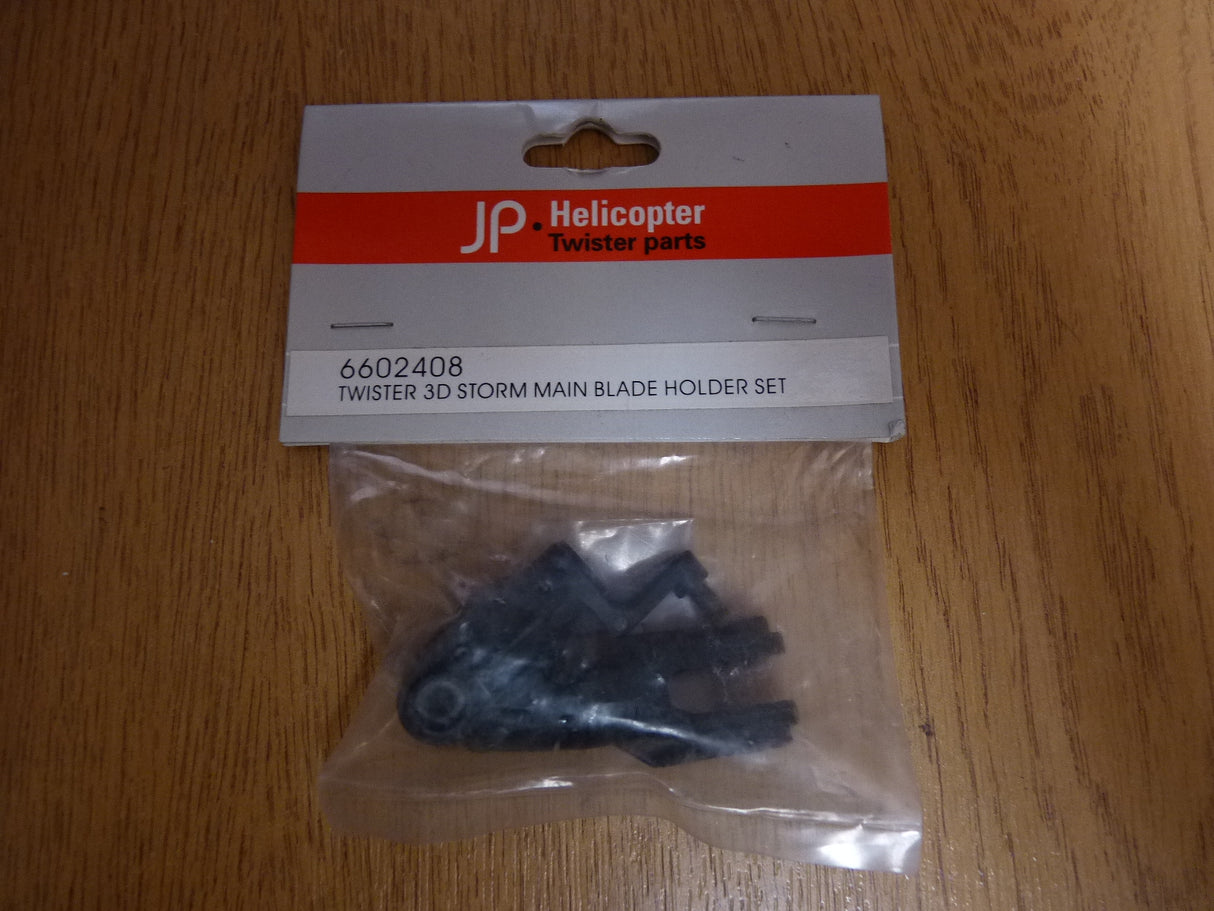 JP · Helicopter
Twister parts
6602408
TWISTER 3D STORM MAIN BLADE HOLDER SET